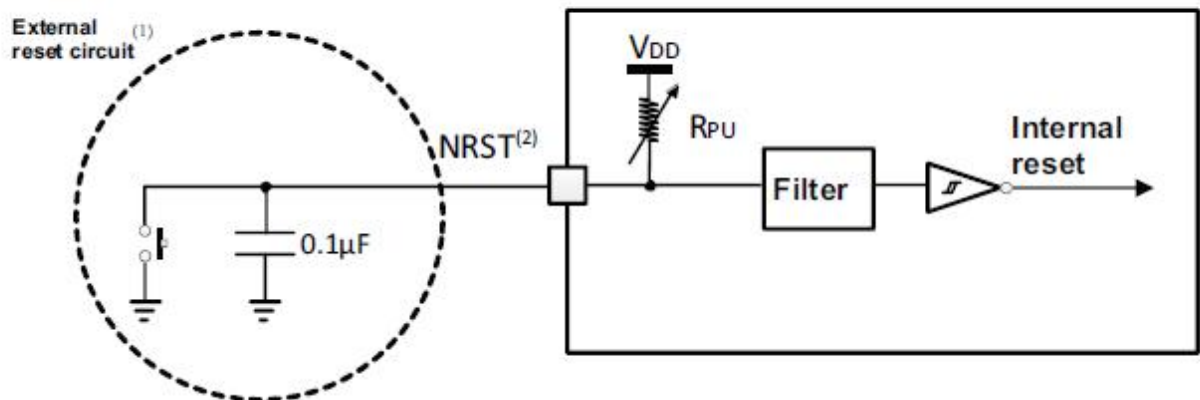 External (1)
reset circuit
VDD
RPU
NRST(2)
Internal
reset
Filter
0.1μF